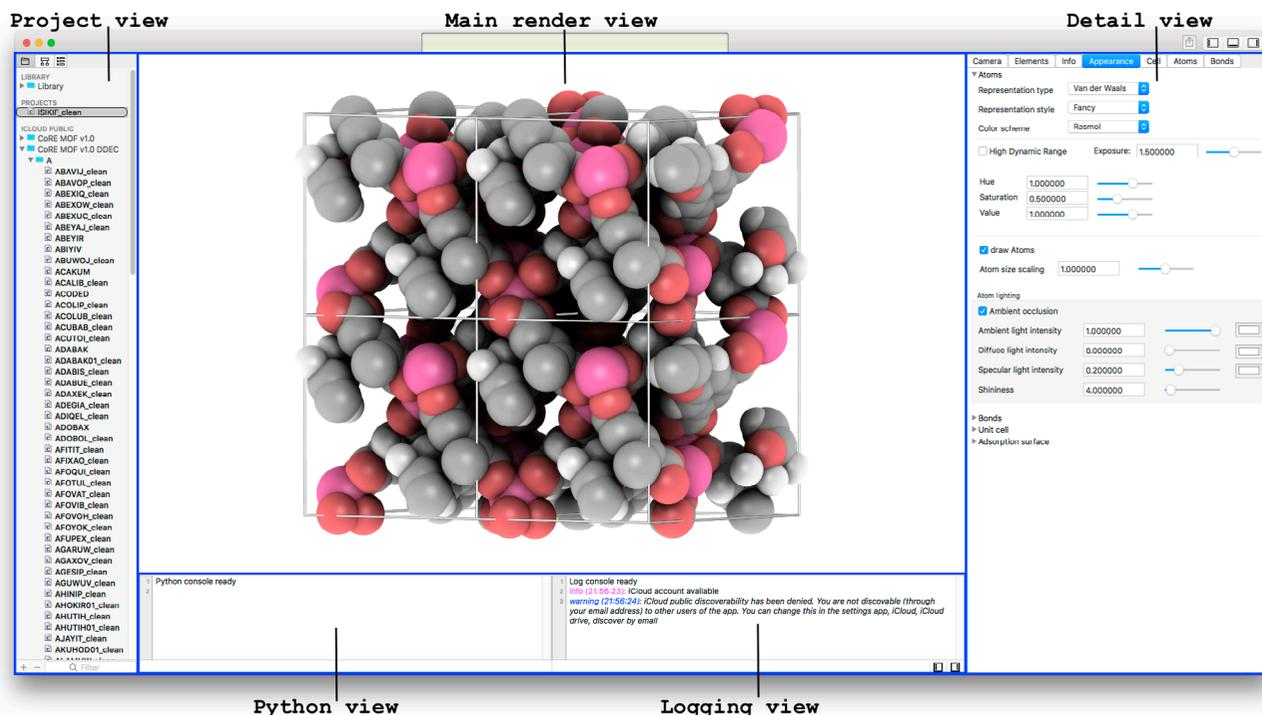 Project view
Main render view
Detail view
LIBRARY
Library
PROJECTS
ISIKIT_clean
ICLOUD PUBLIC
CoRE MOF v1.0
CoRE MOF v1.0 DDEC
A
ABAVIJ_clean
ABAVOP_clean
ABEXIQ_clean
ABEXOW_clean
ABEXUC_clean
ABEYAJ_clean
ABEYIR
ABIYIV
ABUWOJ_clean
ACAKUM
ACALIB_clean
ACODED
ACOLIP_clean
ACOLUB_clean
ACUBAB_clean
ACUTOI_clean
ADABAK
ADABAK01_clean
ADABIS_clean
ADABUE_clean
ADAXEK_clean
ADEGIA_clean
ADIQEL_clean
ADOBAX
ADOBOL_clean
AFITIT_clean
AFIXAO_clean
AFOQUI_clean
AFOTUL_clean
AFOVAT_clean
AFOVIB_clean
AFOVOH_clean
AFOYOK_clean
AFUPEX_clean
AGARUW_clean
AGAXOV_clean
AGESIP_clean
AGUWUV_clean
AHINIP_clean
AHOKIR01_clean
AHUTIH_clean
AHUTIH01_clean
AJAYIT_clean
AKUHOD01_clean
+ − Filter
Camera Elements Info Appearance Cell Atoms Bonds
Atoms
Representation type Van der Waals
Representation style Fancy
Color scheme Rasmol
High Dynamic Range Exposure: 1.500000
Hue 1.000000
Saturation 0.500000
Value 1.000000
draw Atoms
Atom size scaling 1.000000
Atom lighting
Ambient occlusion
Ambient light intensity 1.000000
Diffuse light intensity 0.000000
Specular light intensity 0.200000
Shininess 4.000000
Bonds
Unit cell
Adsorption surface
1 Python console ready
2
1 Log console ready
2 info (21:56:23): iCloud account available
3 warning (21:56:24): iCloud public discoverability has been denied. You are not discovable (through
your email address) to other users of the app. You can change this in the settings app, iCloud, iCloud
drive, discover by email
Python view
Logging view